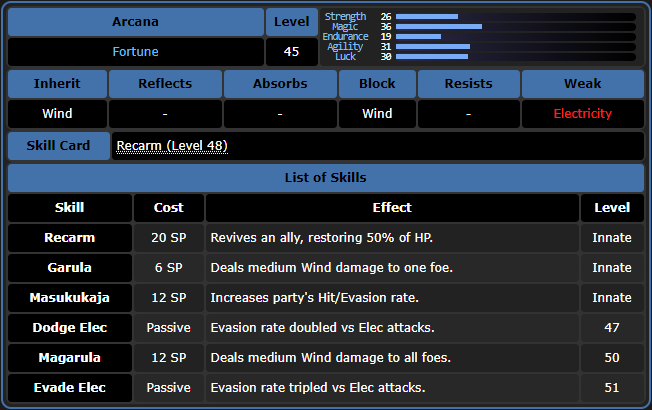 Arcana Level
Strength 26
Magic 36
Endurance 19
Agility 31
Luck 30
Fortune 45
Inherit Reflects Absorbs Block Resists Weak
Wind - - Wind - Electricity
Skill Card Recarm (Level 48)
List of Skills
Skill Cost Effect Level
Recarm 20 SP Revives an ally, restoring 50% of HP. Innate
Garula 6 SP Deals medium Wind damage to one foe. Innate
Masukukaja 12 SP Increases party's Hit/Evasion rate. Innate
Dodge Elec Passive Evasion rate doubled vs Elec attacks. 47
Magarula 12 SP Deals medium Wind damage to all foes. 50
Evade Elec Passive Evasion rate tripled vs Elec attacks. 51